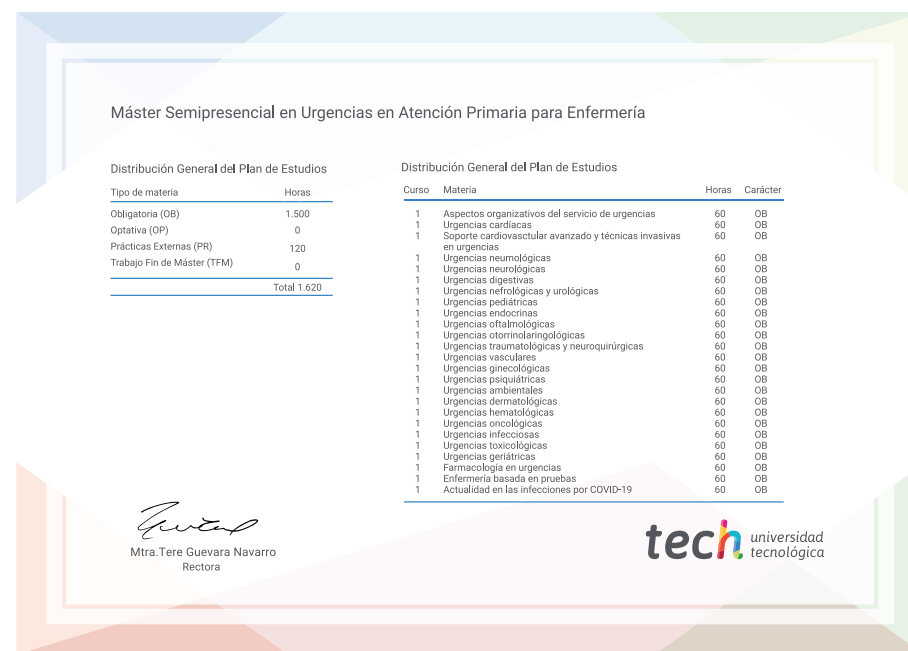 Máster Semipresencial en Urgencias en Atención Primaria para Enfermería
Distribución General del Plan de Estudios
Tipo de materia Horas
Obligatoria (OB) 1.500
Optativa (OP) 0
Prácticas Externas (PR) 120
Trabajo Fin de Máster (TFM) 0
Total 1.620
Distribución General del Plan de Estudios
Curso Materia Horas Carácter
1 Aspectos organizativos del servicio de urgencias 60 OB
1 Urgencias cardíacas 60 OB
1 Soporte cardiovasctular avanzado y técnicas invasivas 60 OB
en urgencias
1 Urgencias neumológicas 60 OB
1 Urgencias neurológicas 60 OB
1 Urgencias digestivas 60 OB
1 Urgencias nefrológicas y urológicas 60 OB
1 Urgencias pediátricas 60 OB
1 Urgencias endocrinas 60 OB
1 Urgencias oftalmológicas 60 OB
1 Urgencias otorrinolaringológicas 60 OB
1 Urgencias traumatológicas y neuroquirúrgicas 60 OB
1 Urgencias vasculares 60 OB
1 Urgencias ginecológicas 60 OB
1 Urgencias psiquiátricas 60 OB
1 Urgencias ambientales 60 OB
1 Urgencias dermatológicas 60 OB
1 Urgencias hematológicas 60 OB
1 Urgencias oncológicas 60 OB
1 Urgencias infecciosas 60 OB
1 Urgencias toxicológicas 60 OB
1 Urgencias geriátricas 60 OB
1 Farmacología en urgencias 60 OB
1 Enfermería basada en pruebas 60 OB
1 Actualidad en las infecciones por COVID-19 60 OB
Mtra.Tere Guevara Navarro
Rectora
tech universidad
tecnológica